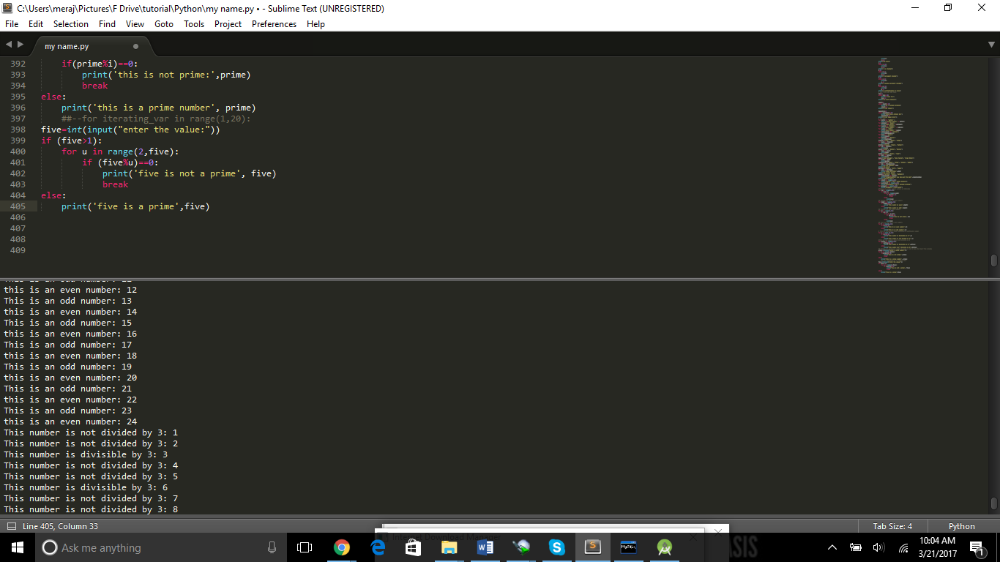 C:\Users\meraj\Pictures\F Drive\tutorial\Python\my name.py • - Sublime Text (UNREGISTERED)
File Edit Selection Find View Goto Tools Project Preferences Help
my name.py
392 if(prime%i)==0:
393 print('this is not prime:',prime)
394 break
395 else:
396 print('this is a prime number', prime)
397 ##--for iterating_var in range(1,20):
398 five=int(input("enter the value:"))
399 if (five>1):
400 for u in range(2,five):
401 if (five%u)==0:
402 print('five is not a prime', five)
403 break
404 else:
405 print('five is a prime',five)
406
407
408
409
This is an odd number: 11
this is an even number: 12
This is an odd number: 13
this is an even number: 14
This is an odd number: 15
this is an even number: 16
This is an odd number: 17
this is an even number: 18
This is an odd number: 19
this is an even number: 20
This is an odd number: 21
this is an even number: 22
This is an odd number: 23
this is an even number: 24
This number is not divided by 3: 1
This number is not divided by 3: 2
This number is divisible by 3: 3
This number is not divided by 3: 4
This number is not divided by 3: 5
This number is divisible by 3: 6
This number is not divided by 3: 7
This number is not divided by 3: 8
Line 405, Column 33
Tab Size: 4
Python
Internet Download Manager
ASIS
Ask me anything
MySQL
10:04 AM
3/21/2017
1